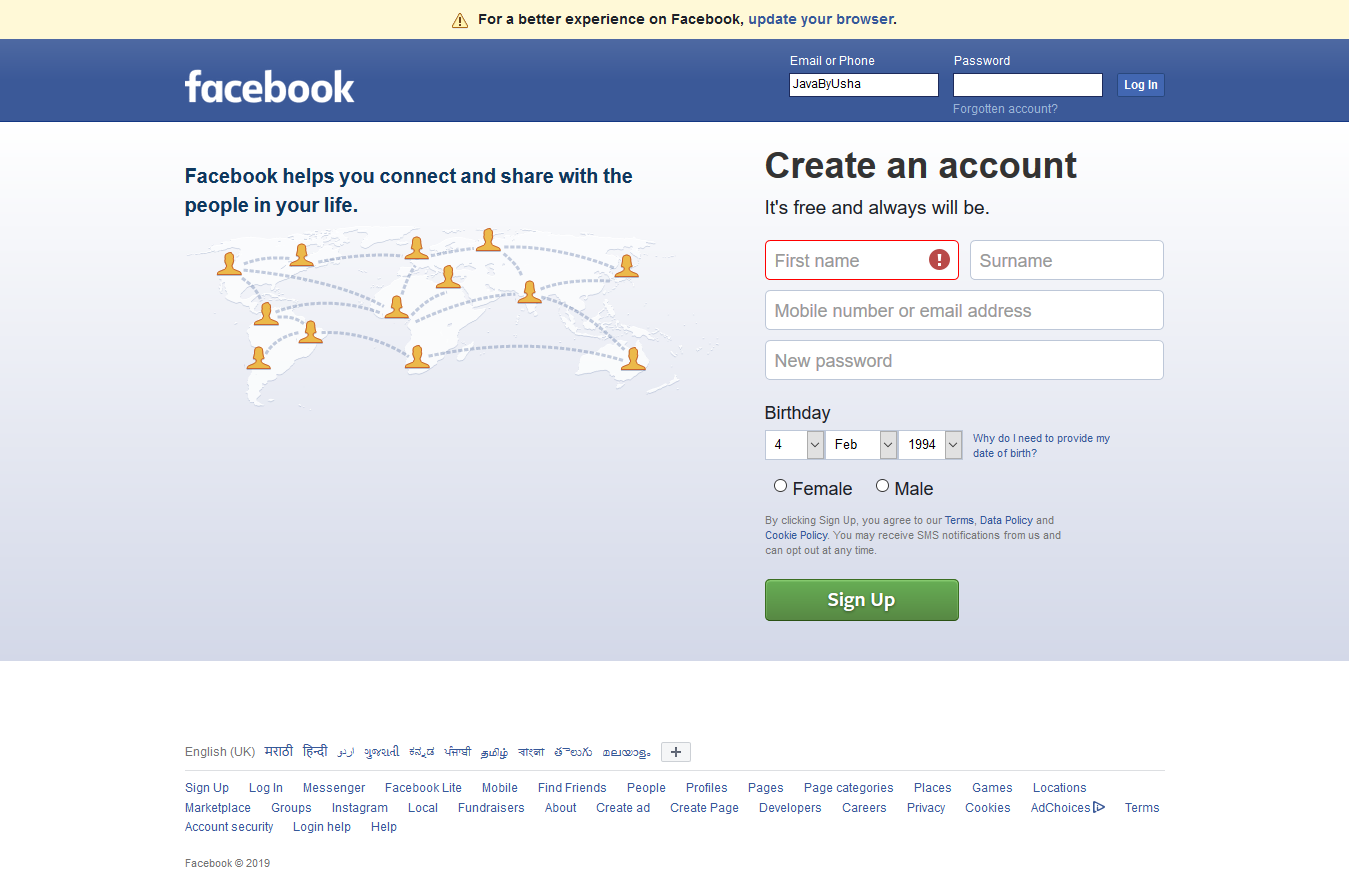 For a better experience on Facebook, update your browser.
facebook
Email or Phone
Password
JavaByUsha
Log In
Forgotten account?
Facebook helps you connect and share with the
people in your life.
Create an account
It's free and always will be.
First name
Surname
Mobile number or email address
New password
Birthday
4 Feb 1994
Why do I need to provide my
date of birth?
Female Male
By clicking Sign Up, you agree to our Terms, Data Policy and
Cookie Policy. You may receive SMS notifications from us and
can opt out at any time.
Sign Up
English (UK) मराठी हिन्दी اردو ગુજરાતી ಕನ್ನಡ ਪੰਜਾਬੀ தமிழ் বাংলা తెలుగు മലയാളം +
Sign Up Log In Messenger Facebook Lite Mobile Find Friends People Profiles Pages Page categories Places Games Locations
Marketplace Groups Instagram Local Fundraisers About Create ad Create Page Developers Careers Privacy Cookies AdChoices Terms
Account security Login help Help
Facebook © 2019